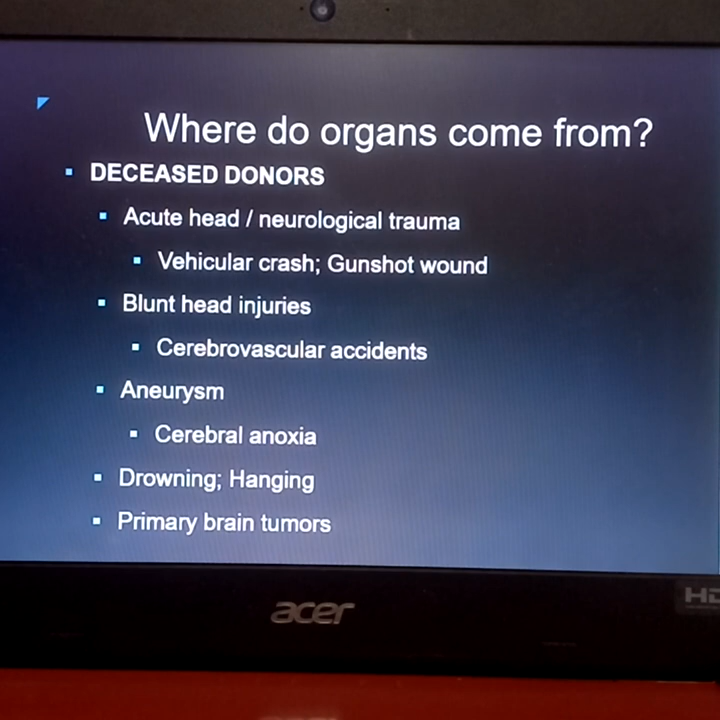 Where do organs come from?
DECEASED DONORS
Acute head / neurological trauma
Vehicular crash; Gunshot wound
Blunt head injuries
Cerebrovascular accidents
Aneurysm
Cerebral anoxia
Drowning; Hanging
Primary brain tumors
acer
HD